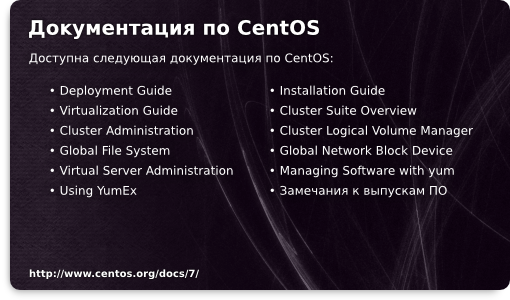 Документация по CentOS
Доступна следующая документация по CentOS:
• Deployment Guide
• Virtualization Guide
• Cluster Administration
• Global File System
• Virtual Server Administration
• Using YumEx
• Installation Guide
• Cluster Suite Overview
• Cluster Logical Volume Manager
• Global Network Block Device
• Managing Software with yum
• Замечания к выпускам ПО
http://www.centos.org/docs/7/